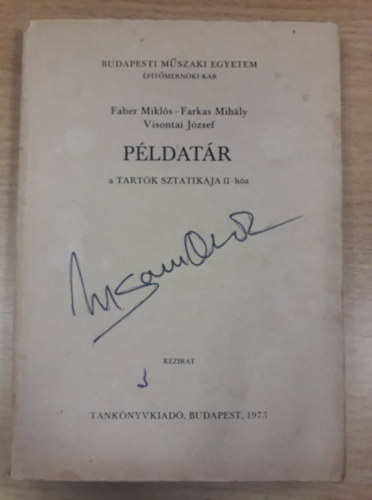 BUDAPESTI MŰSZAKI EGYETEM
ÉPÍTŐMÉRNÖKI KAR
Faber Miklós – Farkas Mihály
Visontai József
PÉLDATÁR
a TARTÓK SZTATIKÁJA II-höz
KÉZIRAT
TANKÖNYVKIADÓ, BUDAPEST, 1975